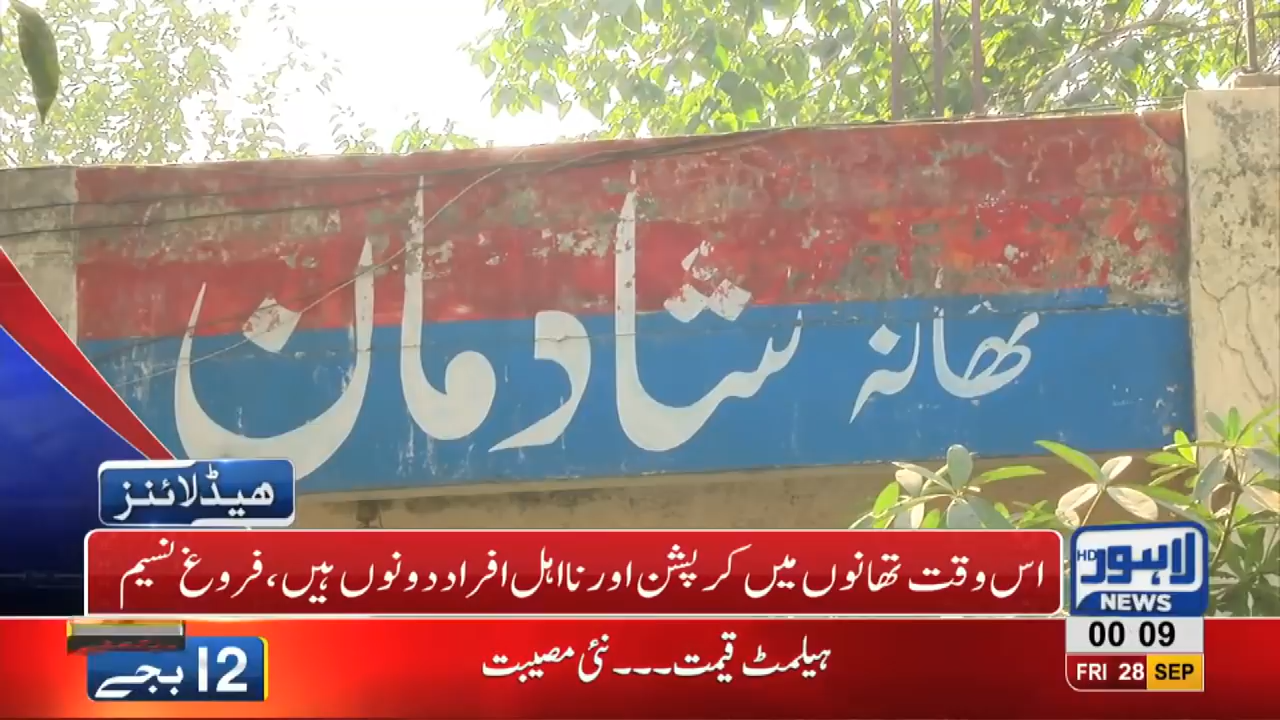 تھانہ شادمان
ھیڈلائنز
اس وقت تھانوں میں کرپشن اور نااہل افراد دونوں ہیں، فروغ نسیم
HD لاہور
NEWS
00 09
FRI 28 SEP
12 بجے
ہیلمٹ قیمت۔۔۔ نئی مصیبت